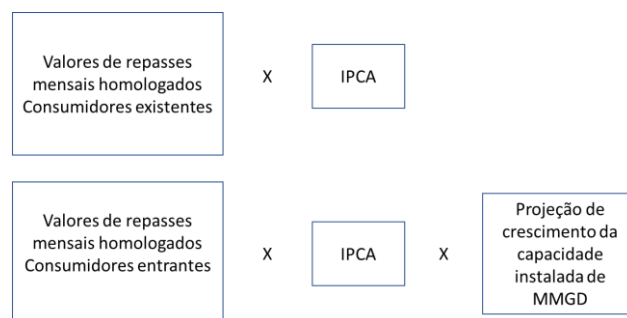 Valores de repasses
mensais homologados
Consumidores existentes
X
IPCA
Valores de repasses
mensais homologados
Consumidores entrantes
X
IPCA
X
Projeção de
crescimento da
capacidade
instalada de
MMGD